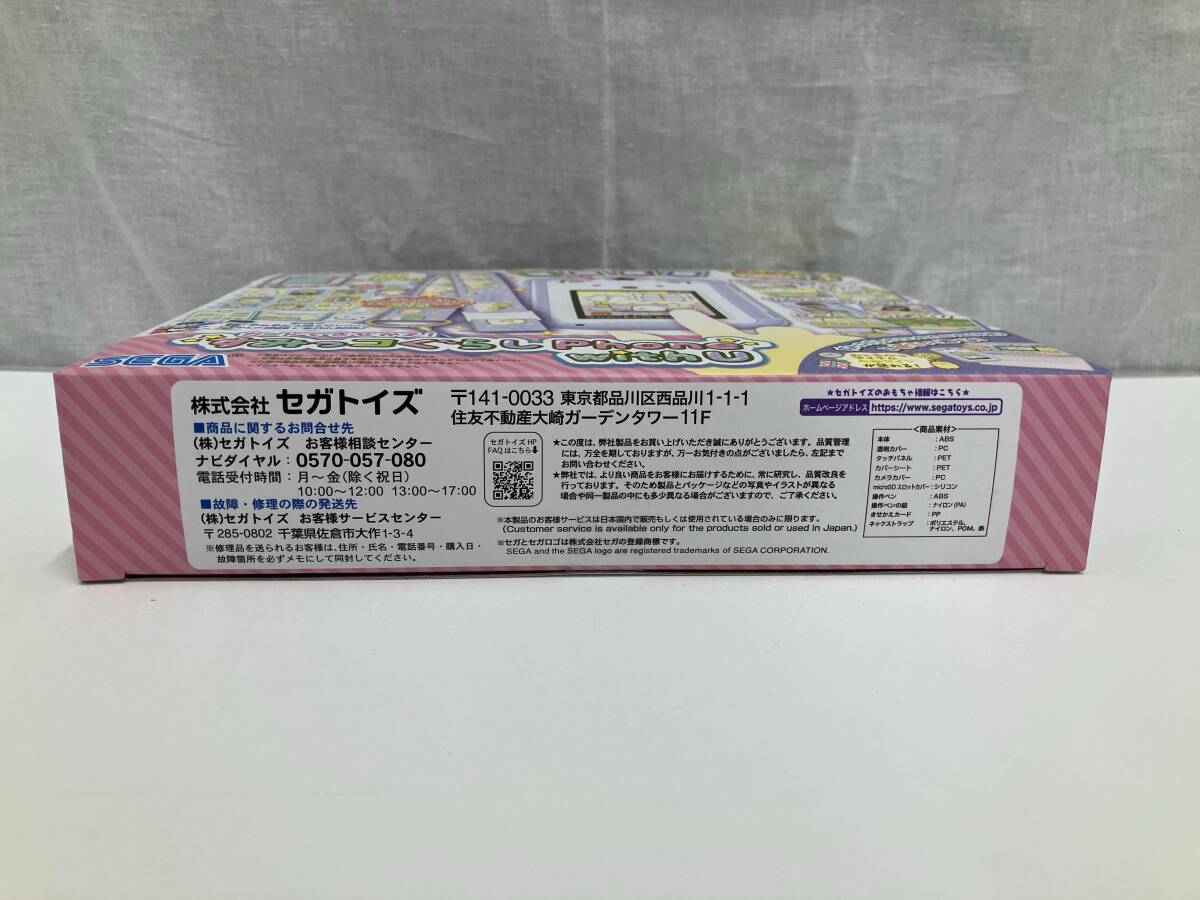 すみっコぐらしPhone
with U
SEGA
株式会社 セガトイズ
〒141-0033 東京都品川区西品川1-1-1
住友不動産大崎ガーデンタワー11F
■商品に関するお問合せ先
(株)セガトイズ お客様相談センター
ナビダイヤル：0570-057-080
電話受付時間：月～金(除く祝日)
10:00～12:00 13:00～17:00
■故障・修理の際の発送先
(株)セガトイズ お客様サービスセンター
〒285-0802 千葉県佐倉市大作1-3-4
※修理品を送られるお客様は、住所・氏名・電話番号・購入日・
故障箇所を必ずメモにして同封してください。
セガトイズ HP
FAQ はこちら
★この度は、弊社製品をお買い上げいただき誠にありがとうございます。品質管理
には、万全を期しておりますが、万一お気付きの点がございましたら、左記まで
お問い合わせください。
★弊社では、より良い商品をお客様にお届けするために、常に研究し、品質改良を
行っております。そのため製品とパッケージなどの写真やイラストが異なる
場合や同一製品の中にも多少異なる場合がございますので、ご了承ください。
※本製品のお客様サービスは日本国内で販売もしくは使用されている場合のみに限ります。
(Customer service is available only for the products sold or used in Japan.)
※セガとセガロゴは株式会社セガの登録商標です。
SEGA and the SEGA logo are registered trademarks of SEGA CORPORATION.
★セガトイズのおもちゃ情報はこちら★
ホームページアドレス https://www.segatoys.co.jp
＜商品素材＞
本体：ABS
透明カバー：PC
タッチパネル：PET
カバーシート：PET
カメラカバー：PC
microSDスロットカバー：シリコン
操作ペン：ABS
操作ペンの紐：ナイロン(PA)
きせかえカード：PP
ネックストラップ：ポリエステル、
ナイロン、POM、鉄